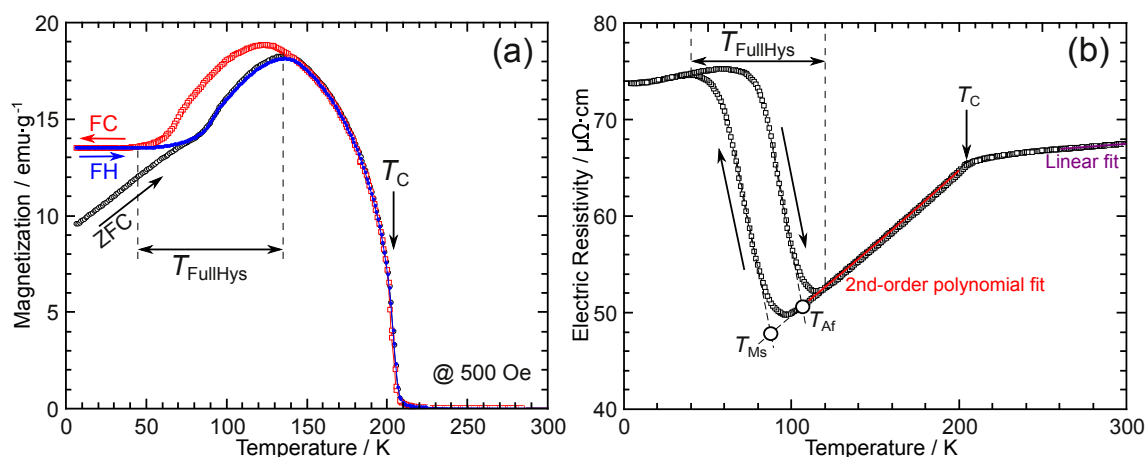 (a)
Magnetization / emu·g⁻¹
20
15
10
5
0
FC
FH
ZFC
T_FullHys
T_C
@ 500 Oe
0 50 100 150 200 250 300
Temperature / K
(b)
Electric Resistivity / μΩ·cm
80
70
60
50
40
T_FullHys
T_C
Linear fit
2nd-order polynomial fit
T_Af
T_Ms
0 100 200 300
Temperature / K